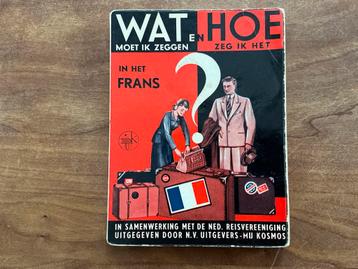 WAT EN HOE
MOET IK ZEGGEN ZEG IK HET
IN HET
FRANS
?
IN SAMENWERKING MET DE NED. REISVEREENIGING
UITGEGEVEN DOOR N.V. UITGEVERS-MIJ KOSMOS